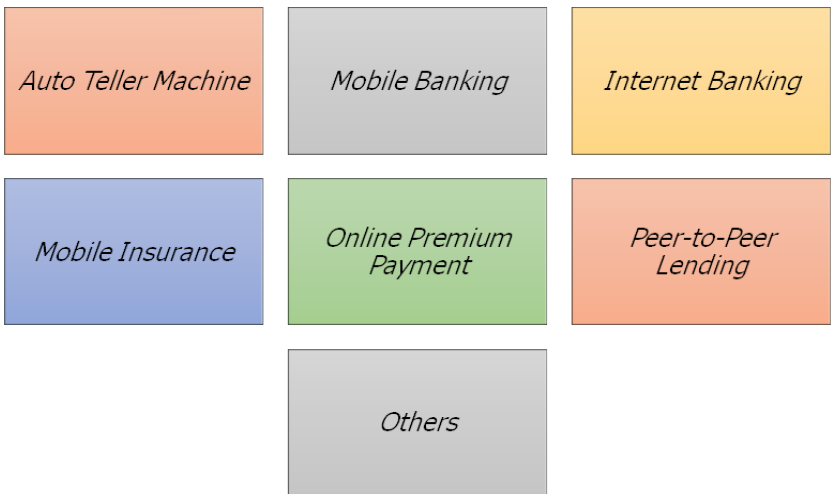 Auto Teller Machine
Mobile Banking
Internet Banking
Mobile Insurance
Online Premium
Payment
Peer-to-Peer
Lending
Others